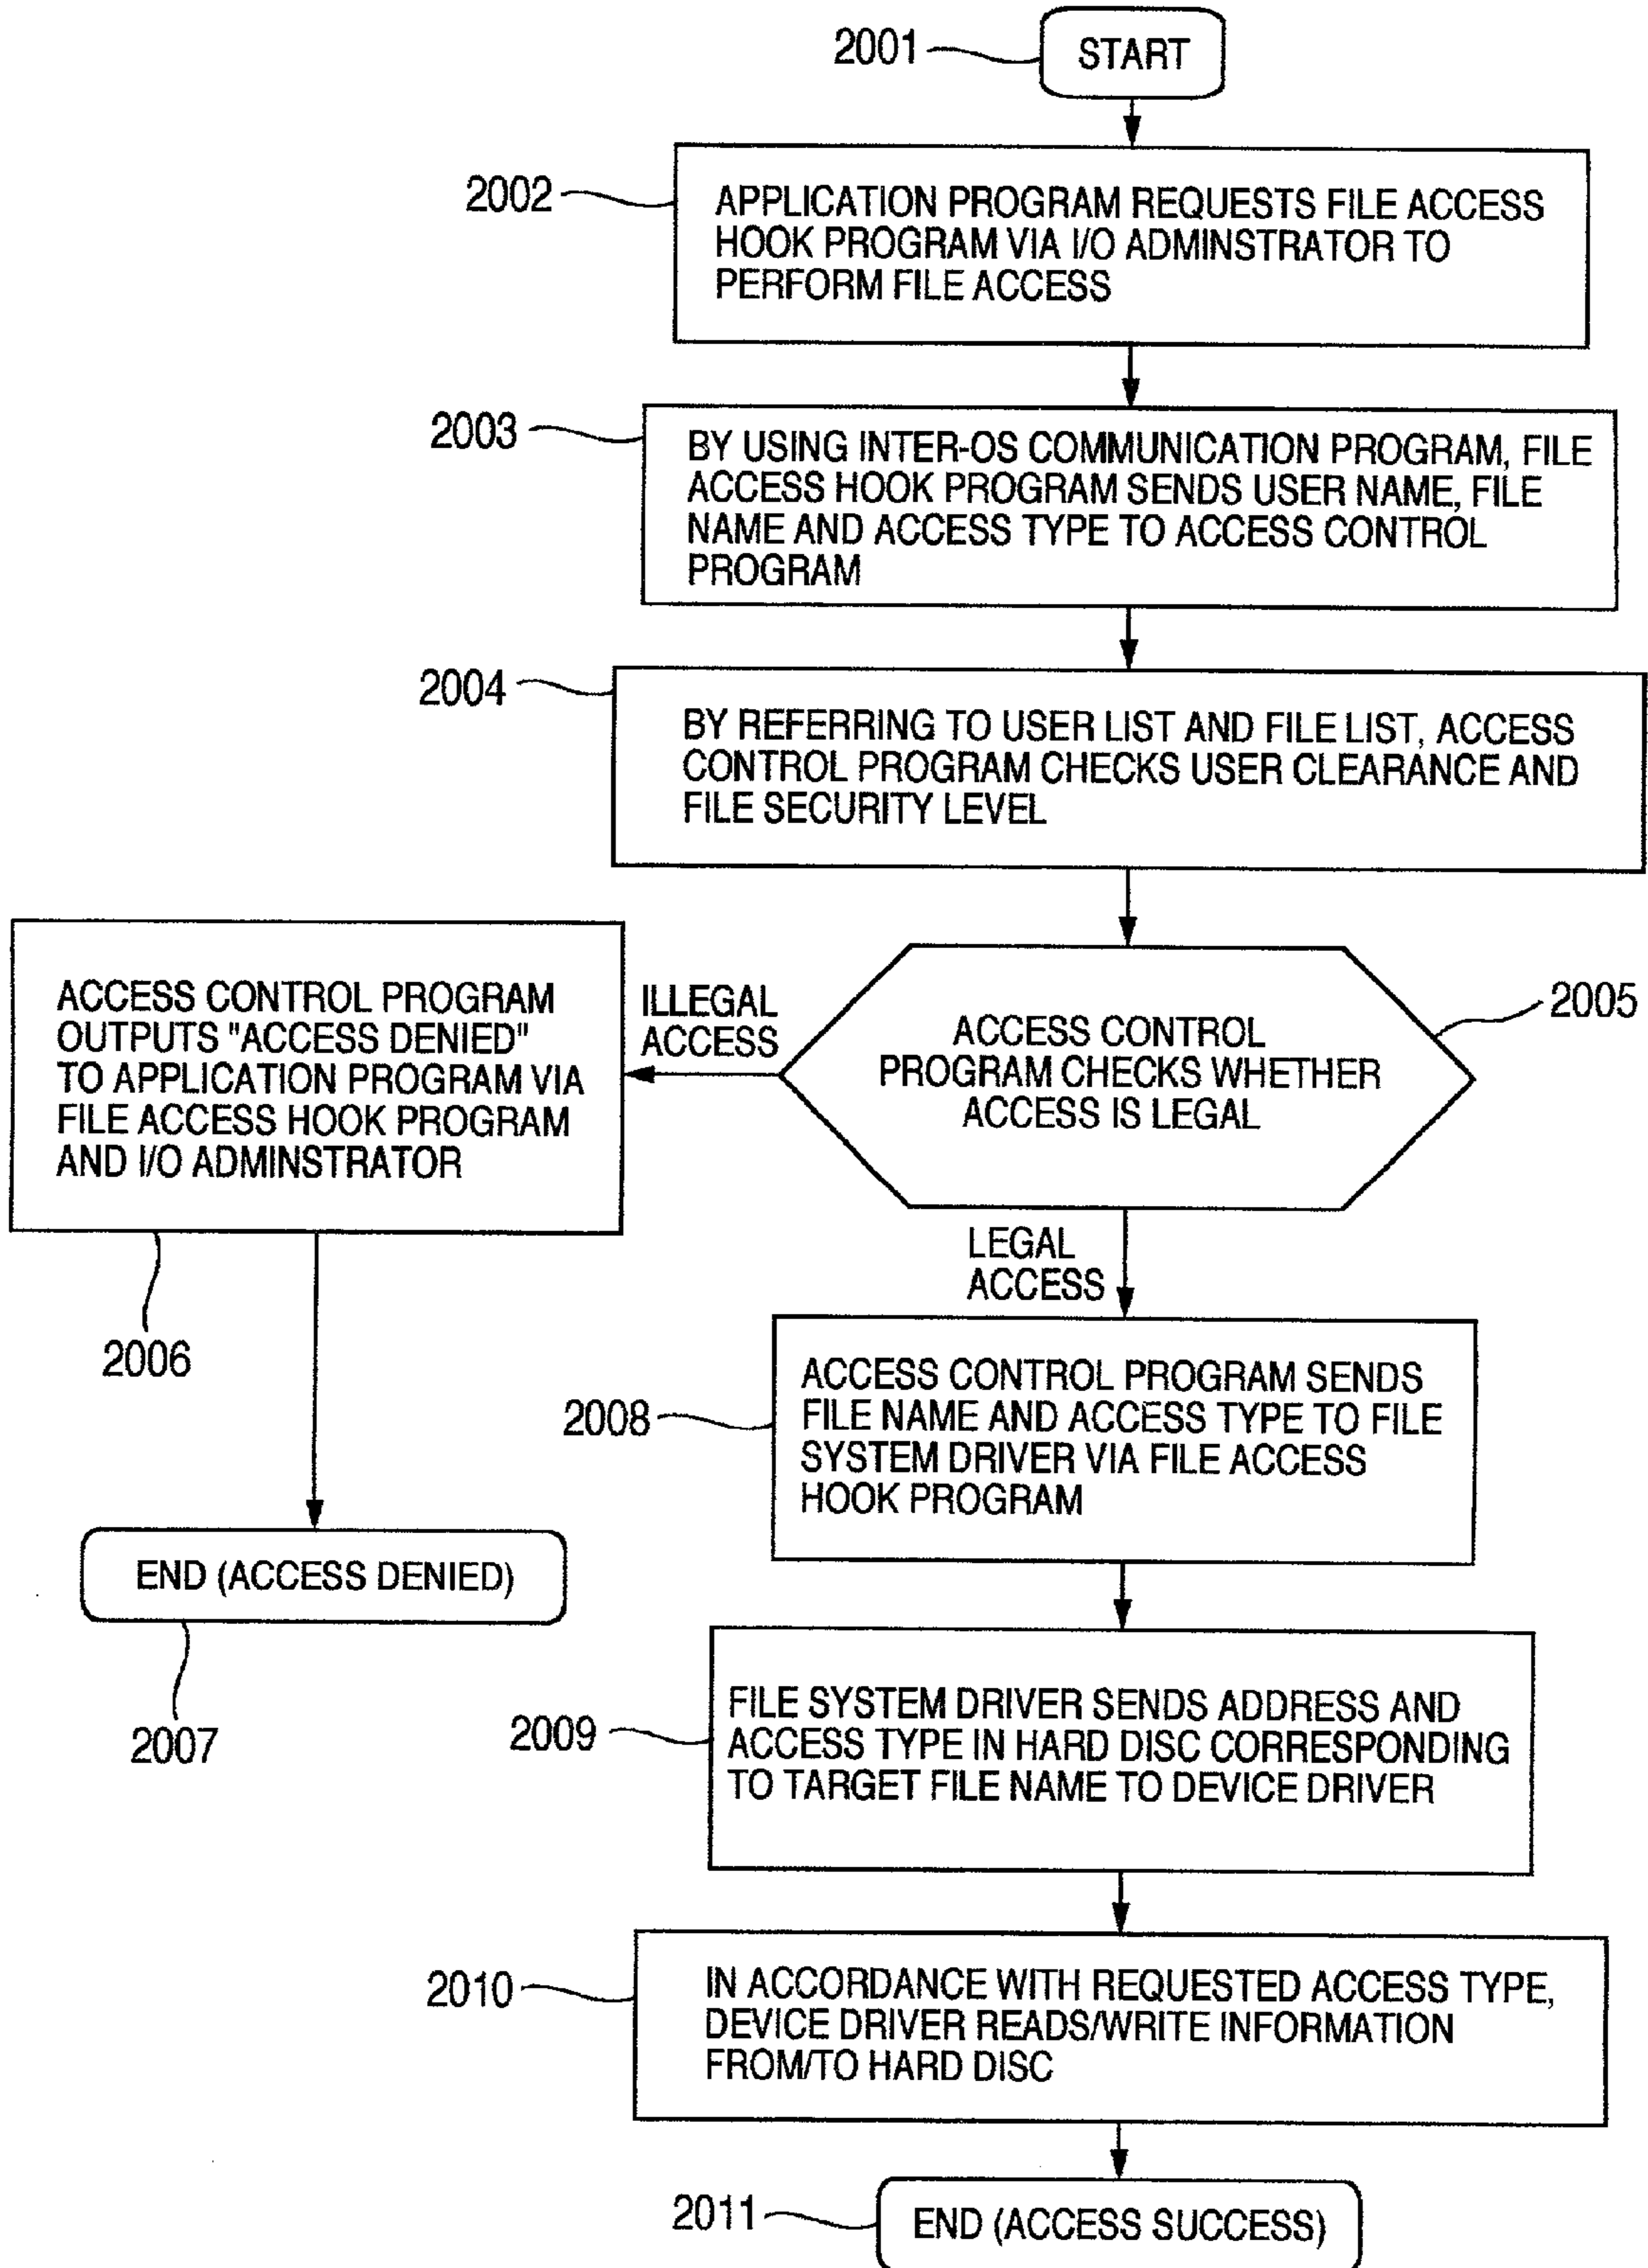 2001
START
2002
APPLICATION PROGRAM REQUESTS FILE ACCESS
HOOK PROGRAM VIA I/O ADMINSTRATOR TO
PERFORM FILE ACCESS
2003
BY USING INTER-OS COMMUNICATION PROGRAM, FILE
ACCESS HOOK PROGRAM SENDS USER NAME, FILE
NAME AND ACCESS TYPE TO ACCESS CONTROL
PROGRAM
2004
BY REFERRING TO USER LIST AND FILE LIST, ACCESS
CONTROL PROGRAM CHECKS USER CLEARANCE AND
FILE SECURITY LEVEL
2005
ACCESS CONTROL
PROGRAM CHECKS WHETHER
ACCESS IS LEGAL
ILLEGAL
ACCESS
ACCESS CONTROL PROGRAM
OUTPUTS "ACCESS DENIED"
TO APPLICATION PROGRAM VIA
FILE ACCESS HOOK PROGRAM
AND I/O ADMINSTRATOR
2006
END (ACCESS DENIED)
2007
LEGAL
ACCESS
2008
ACCESS CONTROL PROGRAM SENDS
FILE NAME AND ACCESS TYPE TO FILE
SYSTEM DRIVER VIA FILE ACCESS
HOOK PROGRAM
2009
FILE SYSTEM DRIVER SENDS ADDRESS AND
ACCESS TYPE IN HARD DISC CORRESPONDING
TO TARGET FILE NAME TO DEVICE DRIVER
2010
IN ACCORDANCE WITH REQUESTED ACCESS TYPE,
DEVICE DRIVER READS/WRITE INFORMATION
FROM/TO HARD DISC
2011
END (ACCESS SUCCESS)